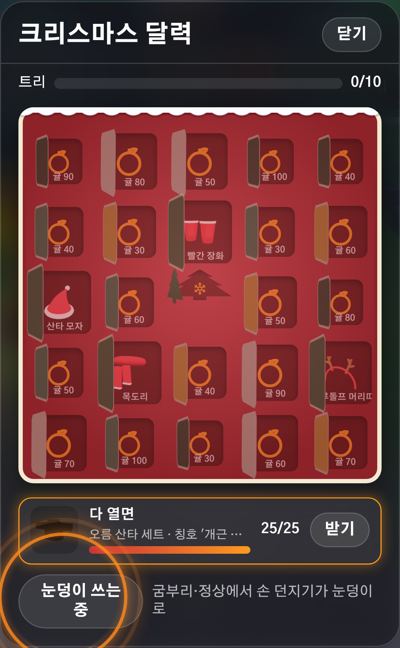 크리스마스 달력
닫기
트리
0/10
귤 90
귤 80
귤 50
귤 100
귤 40
귤 40
귤 30
빨간 장화
귤 30
귤 60
산타 모자
귤 60
귤 50
귤 80
귤 50
목도리
귤 40
귤 90
루돌프 머리띠
귤 70
귤 100
귤 30
귤 60
귤 70
다 열면
오름 산타 세트 · 칭호 ‘개근 ···
25/25
받기
눈덩이 쓰는
중
굼부리·정상에서 손 던지기가 눈덩이
로